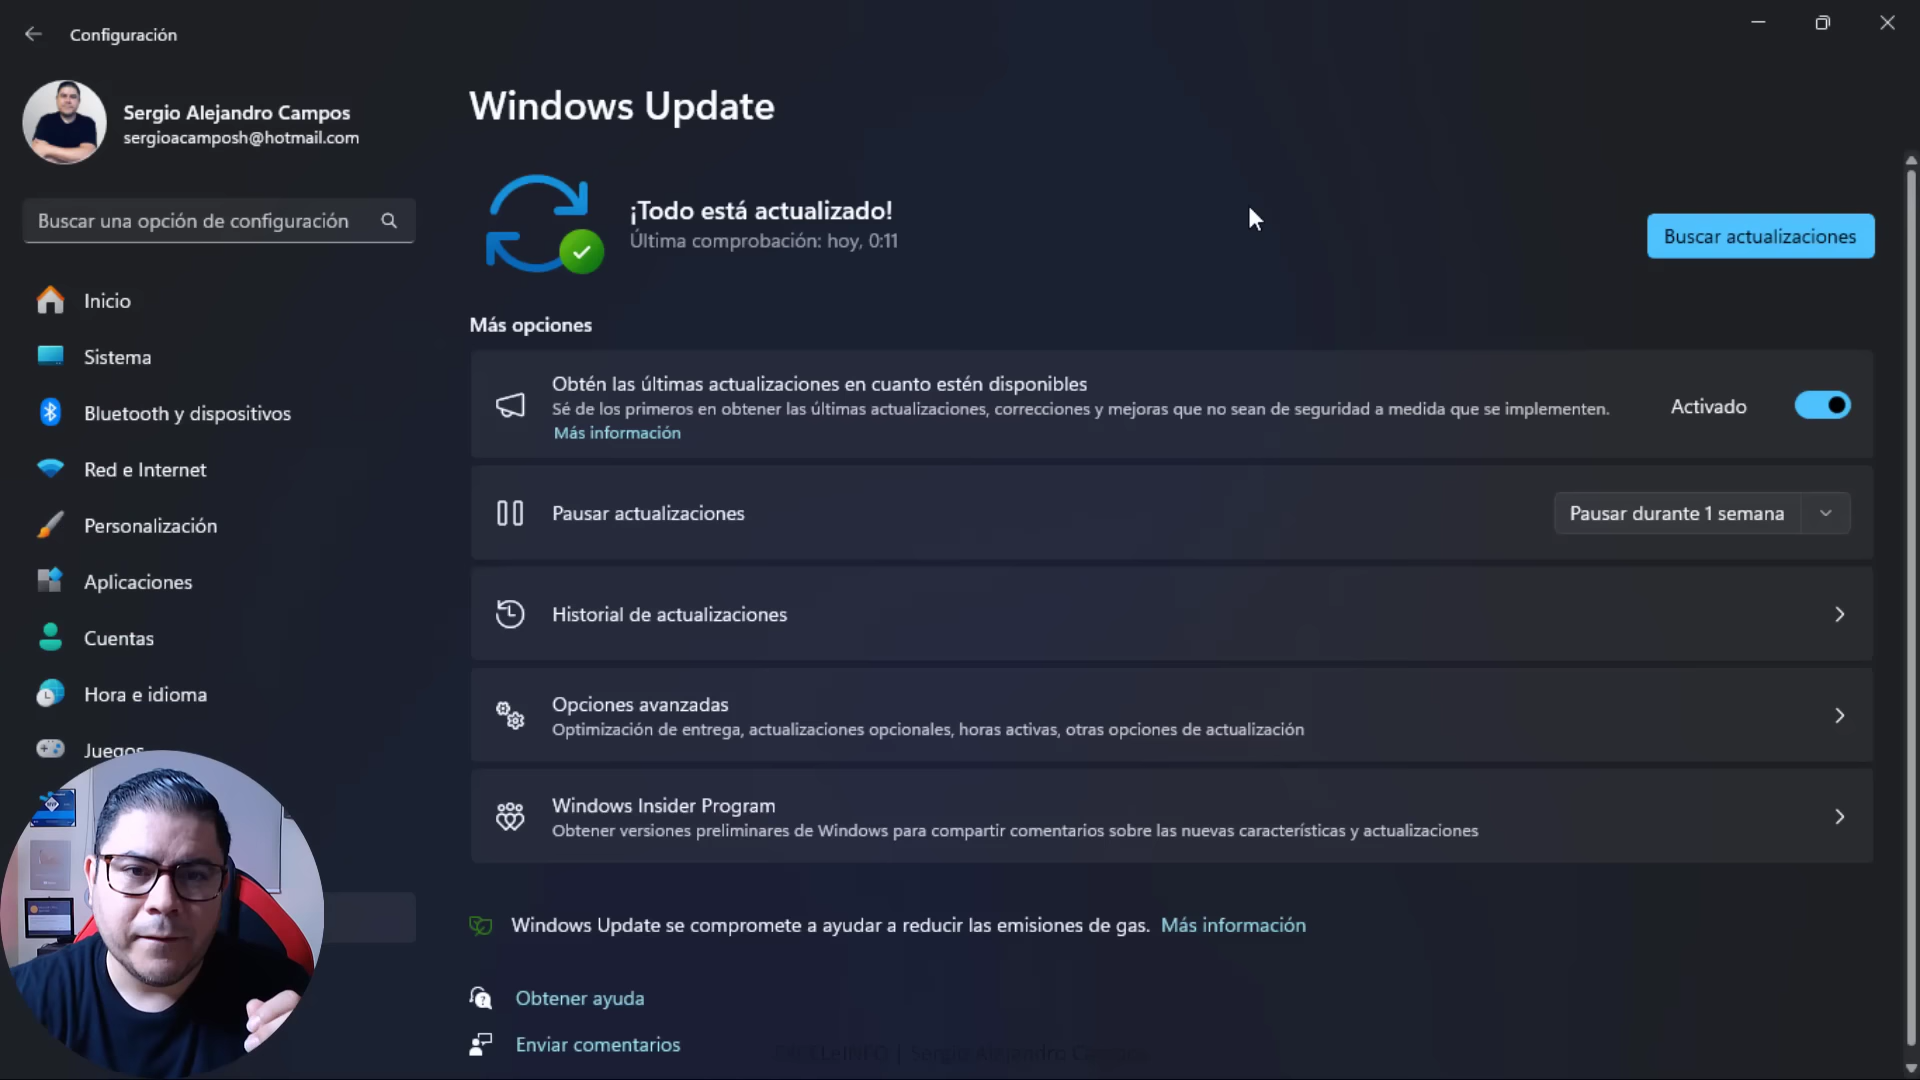 Configuración
Sergio Alejandro Campos
sergioacamposh@hotmail.com
Buscar una opción de configuración
Inicio
Sistema
Bluetooth y dispositivos
Red e Internet
Personalización
Aplicaciones
Cuentas
Hora e idioma
Juegos
Windows Update
¡Todo está actualizado!
Última comprobación: hoy, 0:11
Buscar actualizaciones
Más opciones
Obtén las últimas actualizaciones en cuanto estén disponibles
Sé de los primeros en obtener las últimas actualizaciones, correcciones y mejoras que no sean de seguridad a medida que se implementen.
Más información
Activado
Pausar actualizaciones
Pausar durante 1 semana
Historial de actualizaciones
Opciones avanzadas
Optimización de entrega, actualizaciones opcionales, horas activas, otras opciones de actualización
Windows Insider Program
Obtener versiones preliminares de Windows para compartir comentarios sobre las nuevas características y actualizaciones
Windows Update se compromete a ayudar a reducir las emisiones de gas. Más información
Obtener ayuda
Enviar comentarios
| Sergio Alejandro Campos